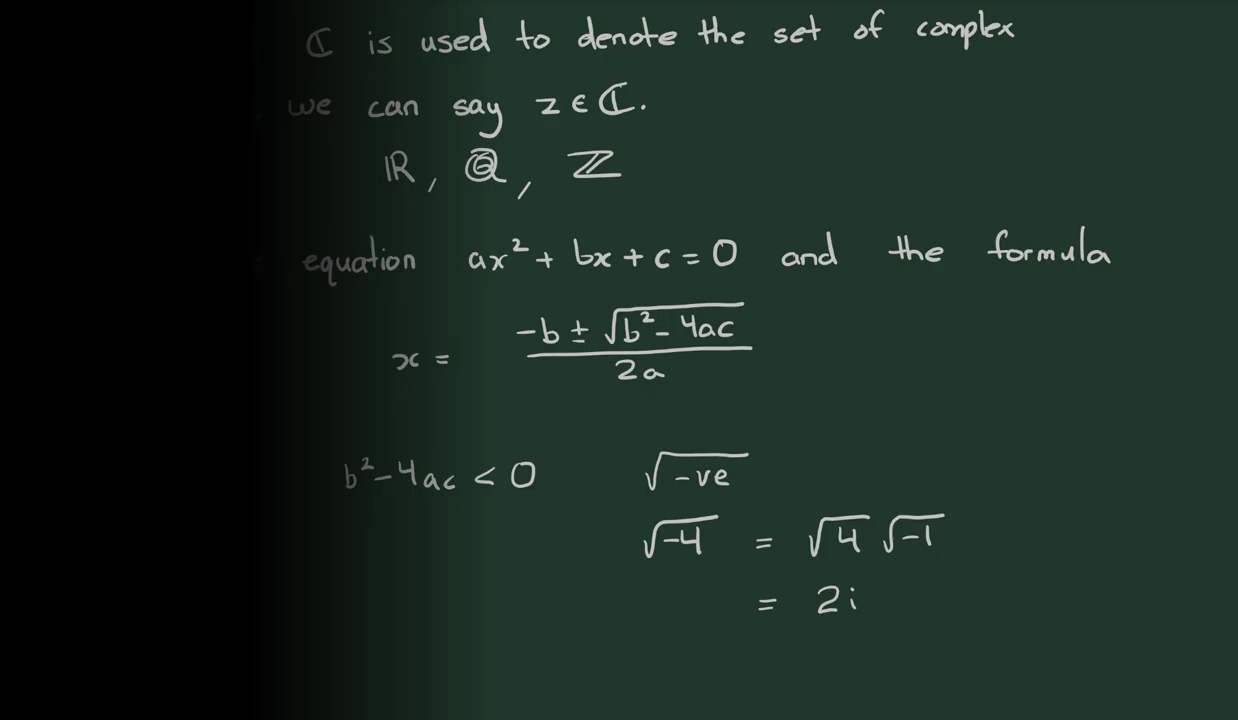 ℂ is used to denote the set of complex
we can say z ∈ ℂ.
ℝ, ℚ, ℤ
equation ax² + bx + c = 0 and the formula
x = (-b ± √(b² - 4ac)) / 2a
b² - 4ac < 0 √-ve
√-4 = √4 √-1
= 2i